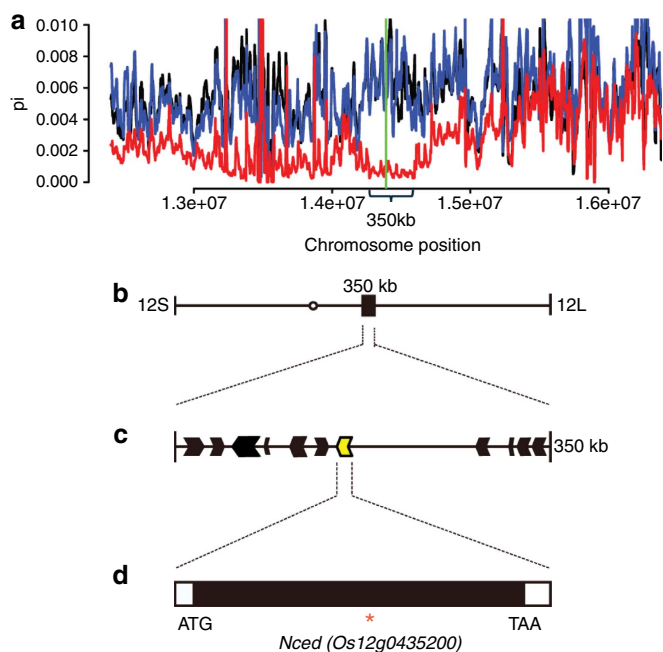 a
pi
0.010
0.008
0.006
0.004
0.002
0.000
1.3e+07 1.4e+07 1.5e+07 1.6e+07
350kb
Chromosome position
b
350 kb
12S 12L
c
350 kb
d
ATG * TAA
Nced (Os12g0435200)